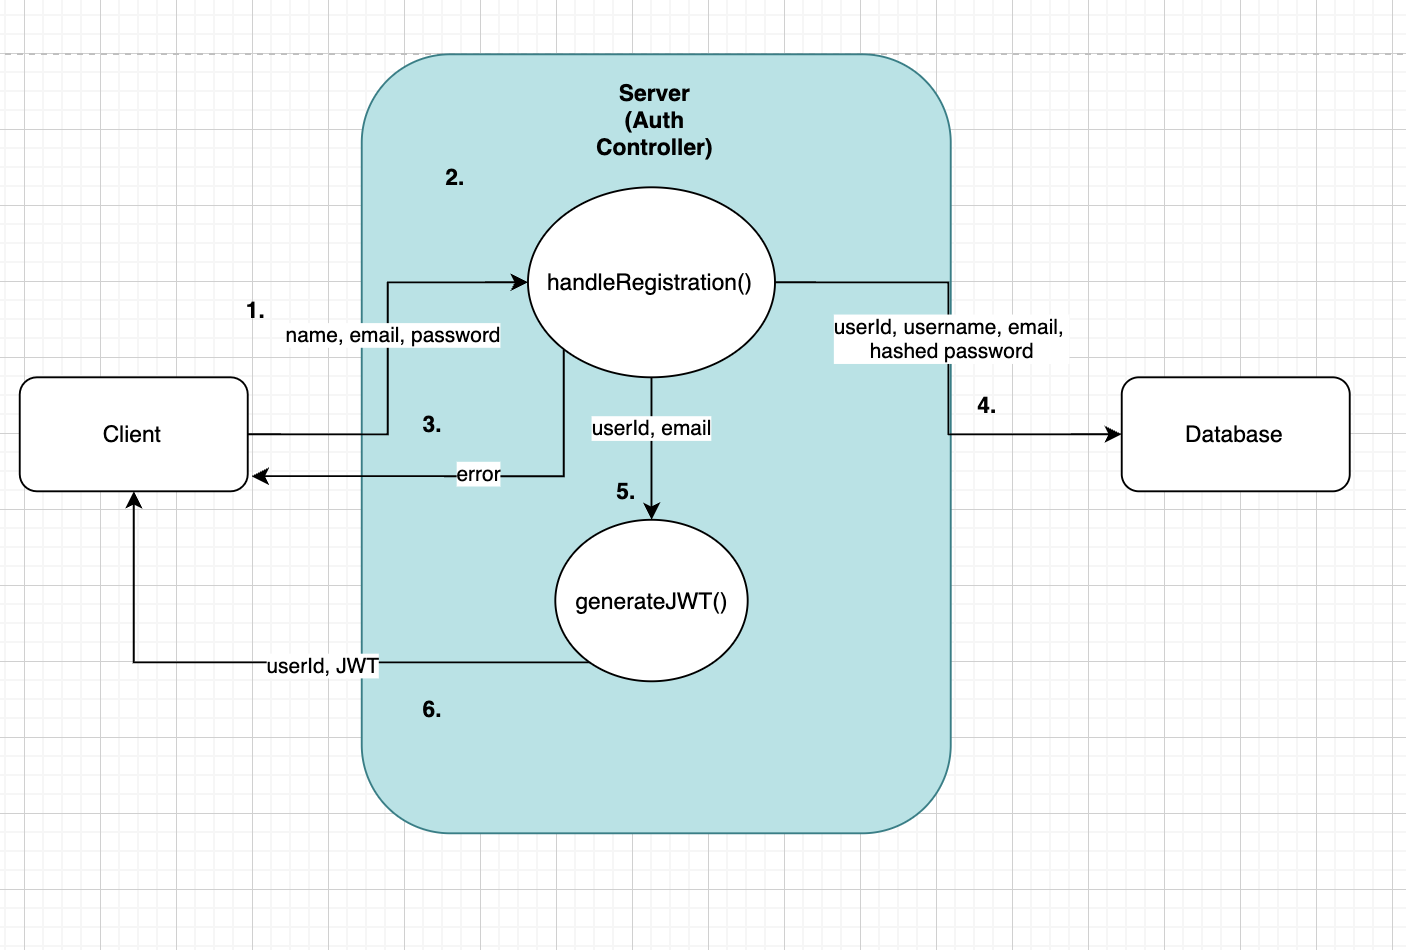 Server
(Auth
Controller)
2.
handleRegistration()
1.
name, email, password
userId, username, email,
hashed password
4.
Client
3.
userId, email
Database
error
5.
generateJWT()
userId, JWT
6.